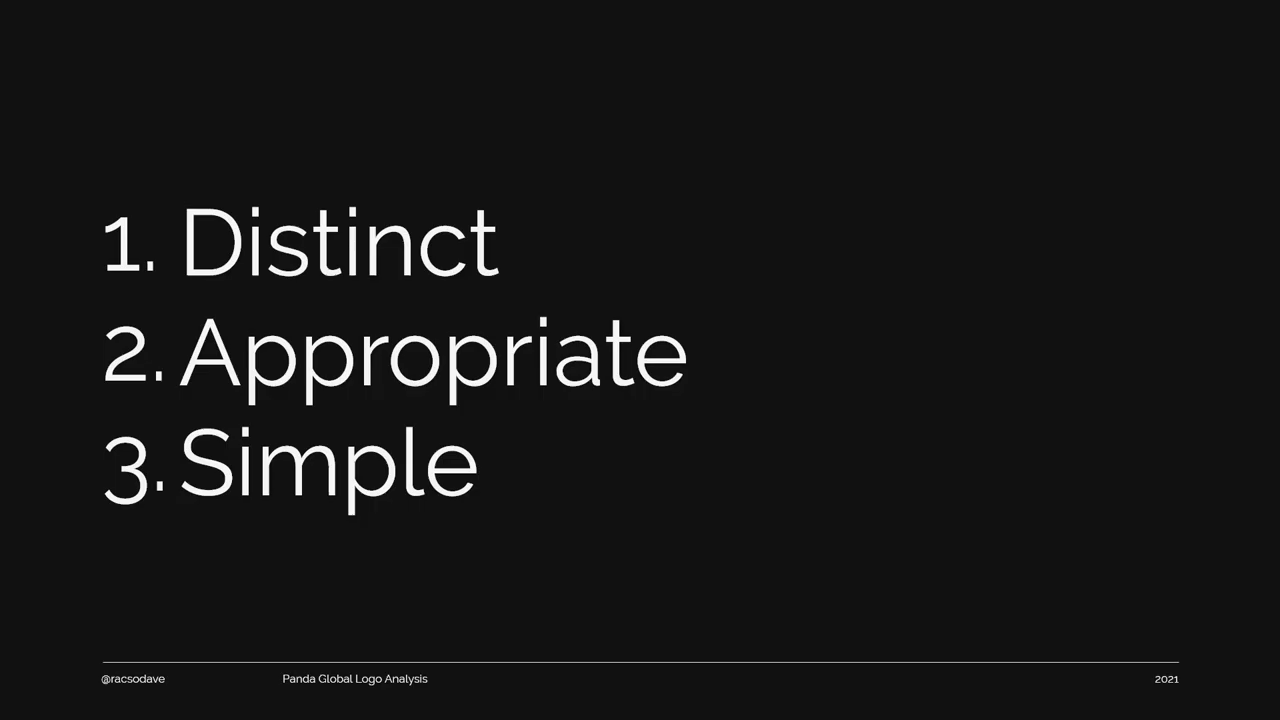 1. Distinct
2. Appropriate
3. Simple
@racsodave Panda Global Logo Analysis 2021